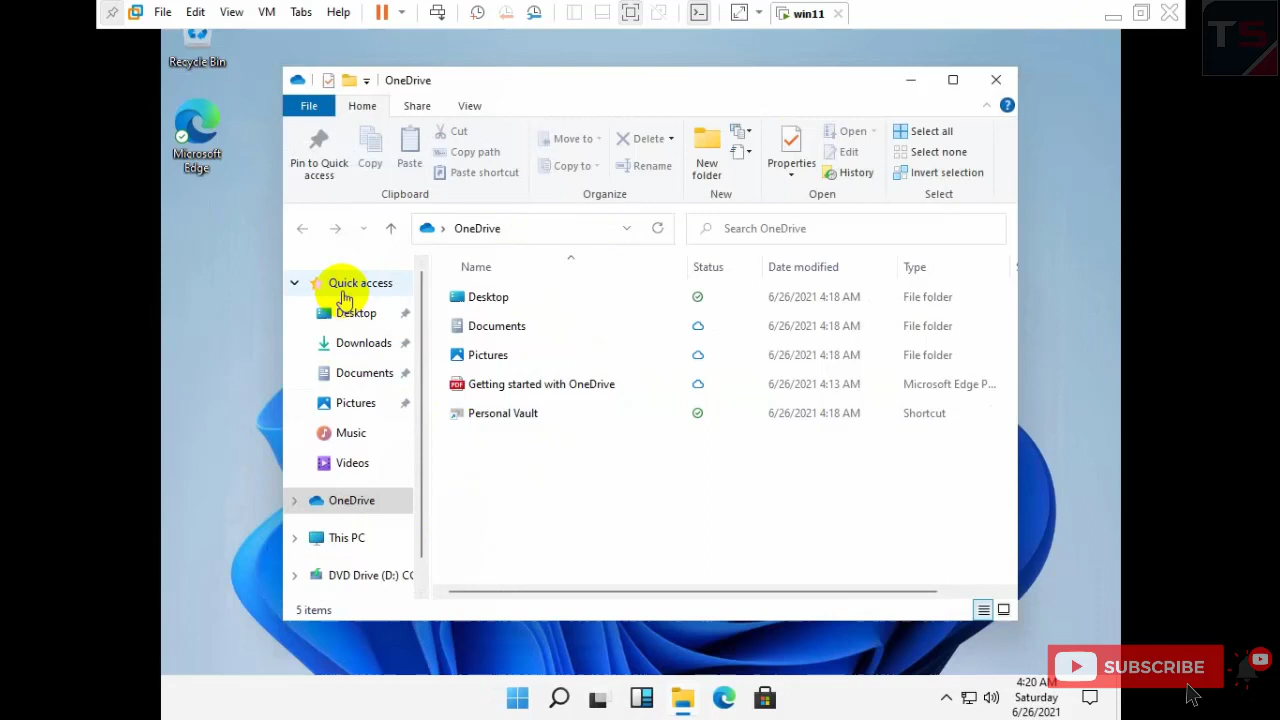 File Edit View VM Tabs Help win11
TS
Recycle Bin
Microsoft
Edge
OneDrive
File Home Share View
Pin to Quick
access
Copy
Paste
Cut
Copy path
Paste shortcut
Clipboard
Move to
Copy to
Delete
Rename
Organize
New
folder
New
Properties
Open
Edit
History
Open
Select all
Select none
Invert selection
Select
OneDrive
Search OneDrive
Quick access
Desktop
Downloads
Documents
Pictures
Music
Videos
OneDrive
This PC
DVD Drive (D:) CC
Name Status Date modified Type
Desktop 6/26/2021 4:18 AM File folder
Documents 6/26/2021 4:18 AM File folder
Pictures 6/26/2021 4:18 AM File folder
PDF Getting started with OneDrive 6/26/2021 4:13 AM Microsoft Edge P...
Personal Vault 6/26/2021 4:18 AM Shortcut
5 items
SUBSCRIBE
4:20 AM
Saturday
6/26/2021